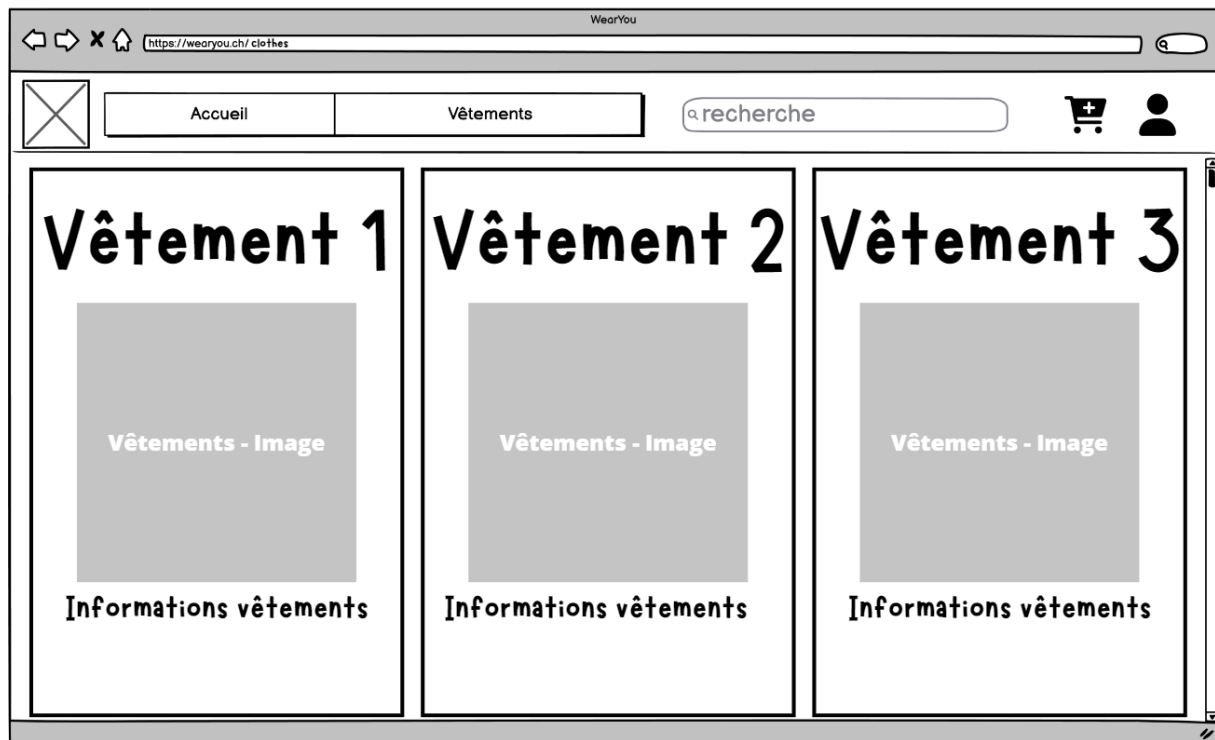 WearYou
https://wearyou.ch/ clothes
Accueil
Vêtements
recherche
Vêtement 1
Vêtement 2
Vêtement 3
Vêtements - Image
Vêtements - Image
Vêtements - Image
Informations vêtements
Informations vêtements
Informations vêtements